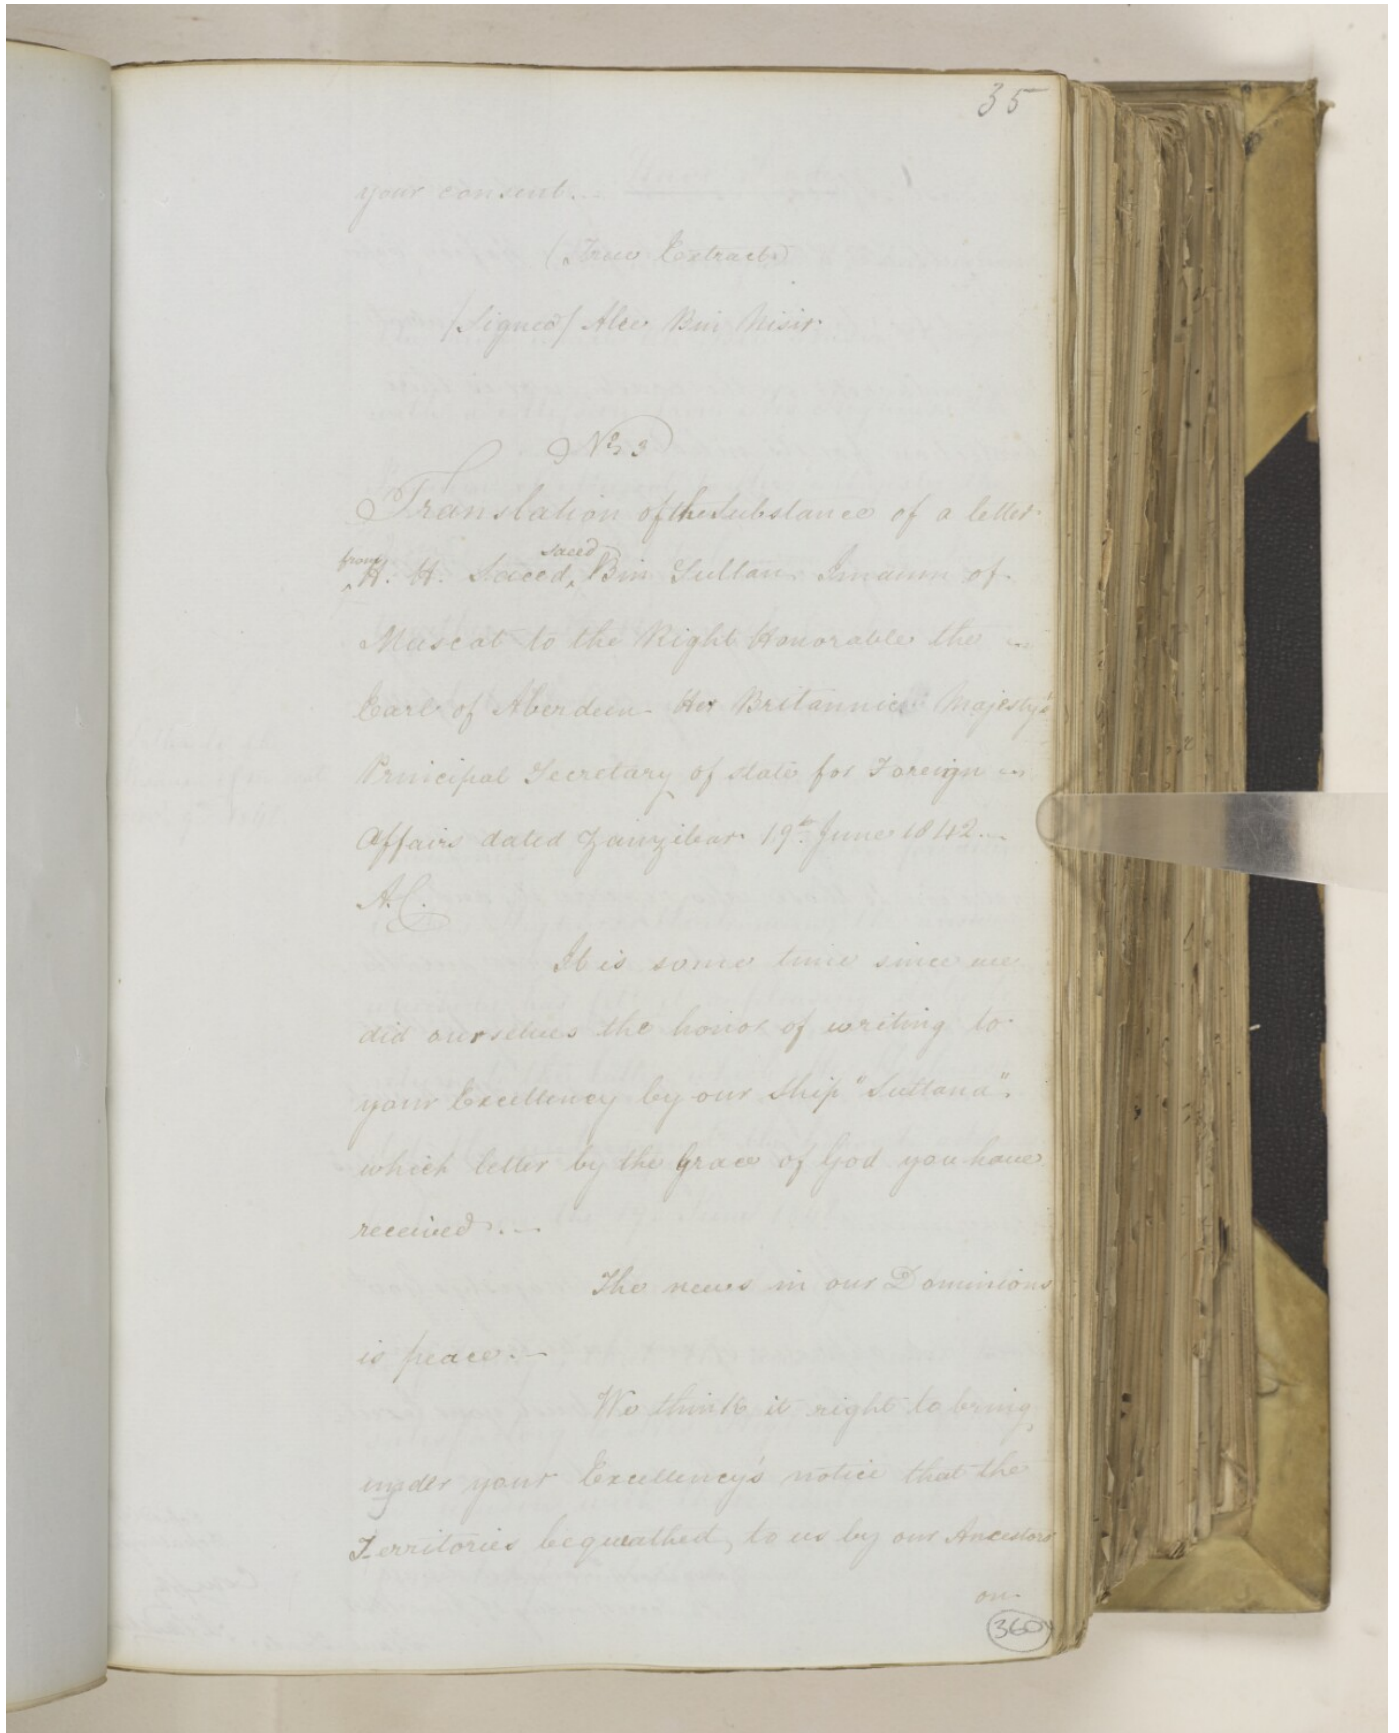 35
your consent. —
(True Extract)
/Signed/ Alee Bin Nisir
No 3
Translation of the Substance of a letter
from H. H. Saeed, saeed Bin Sultan Imaum of
Muscat to the Right Honorable the
Earl of Aberdeen Her Britannic Majesty's
Principal Secretary of state for Foreign
Affairs dated Zanzibar 19th June 1842. —
A.C.
It is some time since we
did ourselves the honor of writing to
your Excellency by our Ship "Sultana",
which letter by the Grace of God you have
received. —
The news in our Dominions
is peace. —
We think it right to bring
under your Excellency's notice that the
Territories bequeathed, to us by our Ancestors
on
360